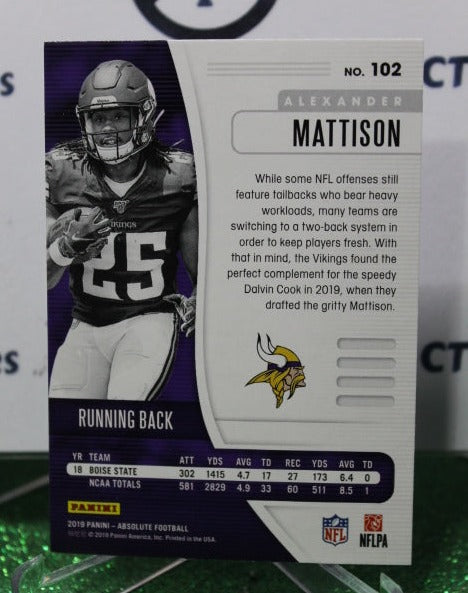 NO. 102
ALEXANDER
MATTISON
While some NFL offenses still
feature tailbacks who bear heavy
workloads, many teams are
switching to a two-back system in
order to keep players fresh. With
that in mind, the Vikings found the
perfect complement for the speedy
Dalvin Cook in 2019, when they
drafted the gritty Mattison.
VIKINGS
25
RUNNING BACK
YR TEAM ATT YDS AVG TD REC YDS AVG TD
18 BOISE STATE 302 1415 4.7 17 27 173 6.4 0
NCAA TOTALS 581 2829 4.9 33 60 511 8.5 1
PANINI
2019 PANINI – ABSOLUTE FOOTBALL
© 2019 Panini America, Inc. Printed in the USA.
NFL
NFLPA